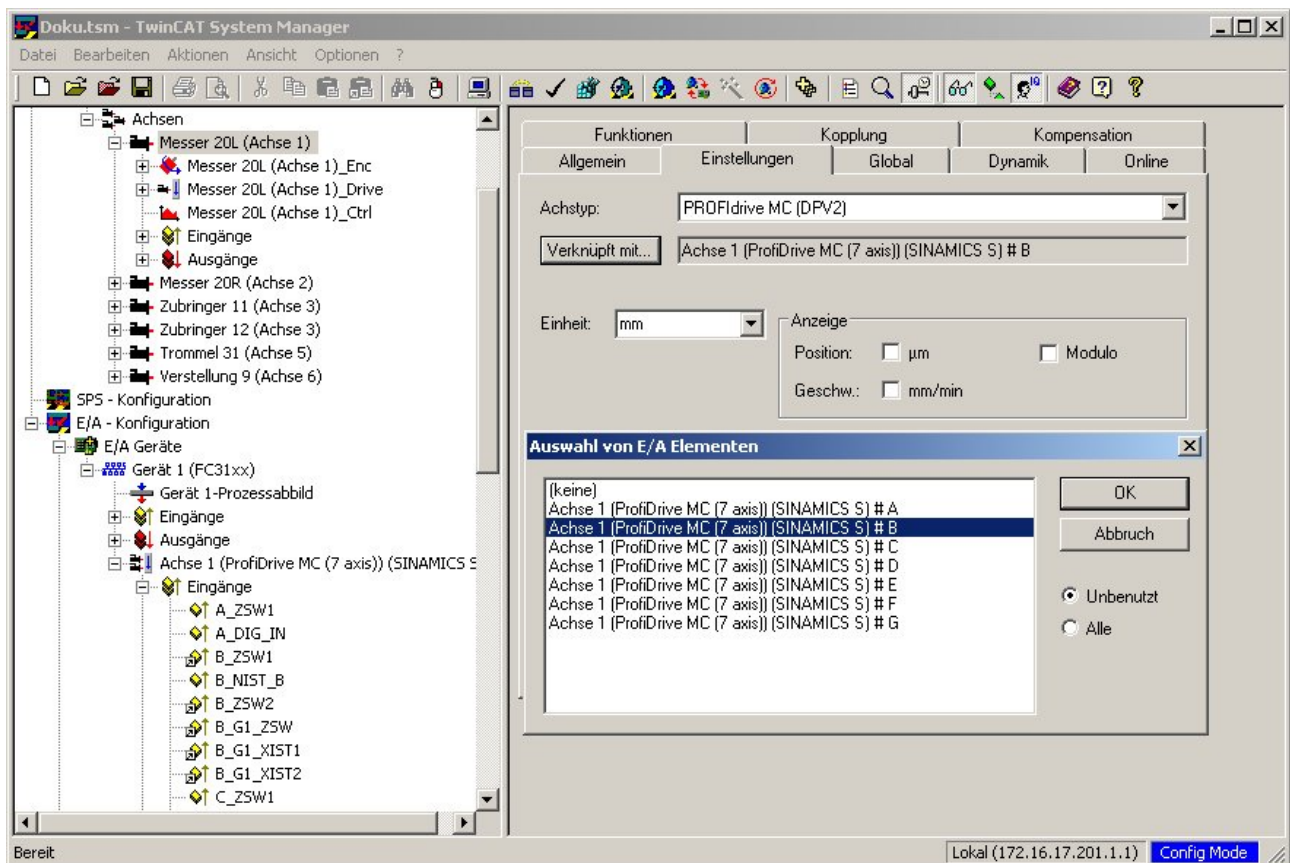 Doku.tsm - TwinCAT System Manager
Datei Bearbeiten Aktionen Ansicht Optionen ?
Achsen
Messer 20L (Achse 1)
Messer 20L (Achse 1)_Enc
Messer 20L (Achse 1)_Drive
Messer 20L (Achse 1)_Ctrl
Eingänge
Ausgänge
Messer 20R (Achse 2)
Zubringer 11 (Achse 3)
Zubringer 12 (Achse 3)
Trommel 31 (Achse 5)
Verstellung 9 (Achse 6)
SPS - Konfiguration
E/A - Konfiguration
E/A Geräte
Gerät 1 (FC31xx)
Gerät 1-Prozessabbild
Eingänge
Ausgänge
Achse 1 (ProfiDrive MC (7 axis)) (SINAMICS S
Eingänge
A_ZSW1
A_DIG_IN
B_ZSW1
B_NIST_B
B_ZSW2
B_G1_ZSW
B_G1_XIST1
B_G1_XIST2
C_ZSW1
Funktionen Kopplung Kompensation
Allgemein Einstellungen Global Dynamik Online
Achstyp: PROFIdrive MC (DPV2)
Verknüpft mit... Achse 1 (ProfiDrive MC (7 axis)) (SINAMICS S) # B
Einheit: mm
Anzeige
Position: µm Modulo
Geschw.: mm/min
Auswahl von E/A Elementen
(keine)
Achse 1 (ProfiDrive MC (7 axis)) (SINAMICS S) # A
Achse 1 (ProfiDrive MC (7 axis)) (SINAMICS S) # B
Achse 1 (ProfiDrive MC (7 axis)) (SINAMICS S) # C
Achse 1 (ProfiDrive MC (7 axis)) (SINAMICS S) # D
Achse 1 (ProfiDrive MC (7 axis)) (SINAMICS S) # E
Achse 1 (ProfiDrive MC (7 axis)) (SINAMICS S) # F
Achse 1 (ProfiDrive MC (7 axis)) (SINAMICS S) # G
OK
Abbruch
Unbenutzt
Alle
Bereit
Lokal (172.16.17.201.1.1) Config Mode